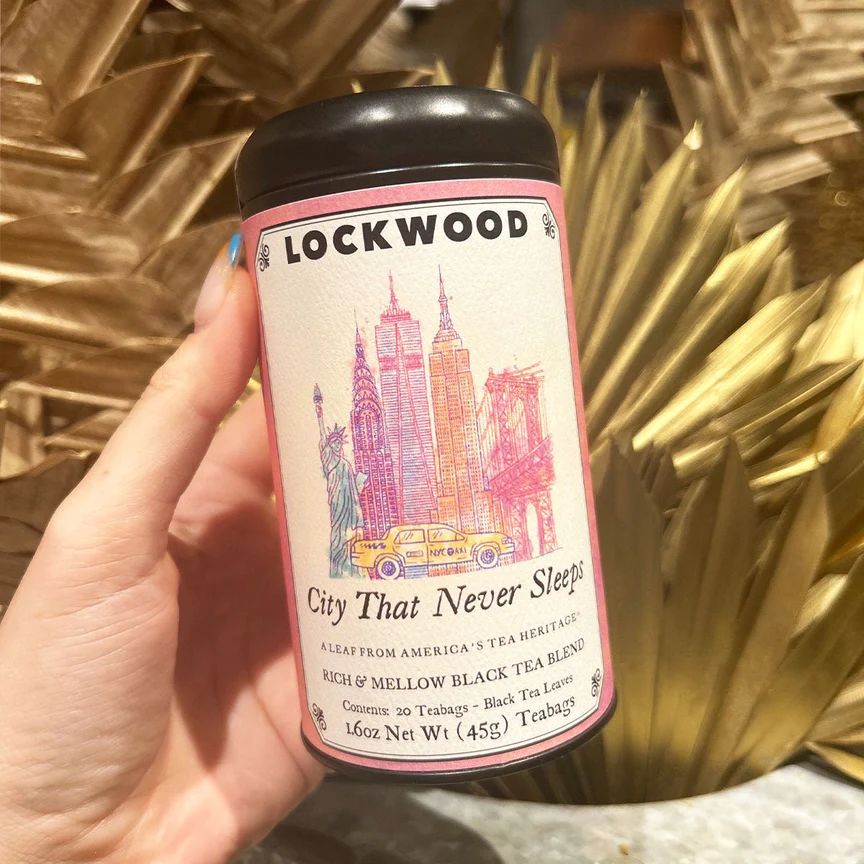 LOCKWOOD
NYC TAXI
City That Never Sleeps
A LEAF FROM AMERICA'S TEA HERITAGE®
RICH & MELLOW BLACK TEA BLEND
Contents: 20 Teabags - Black Tea Leaves
1.6oz Net Wt (45g) Teabags